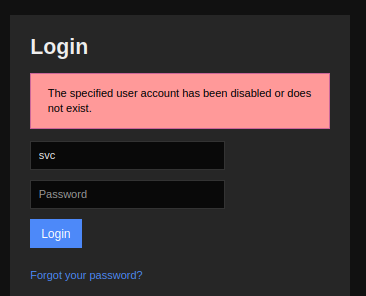 Login
The specified user account has been disabled or does
not exist.
svc
Password
Login
Forgot your password?